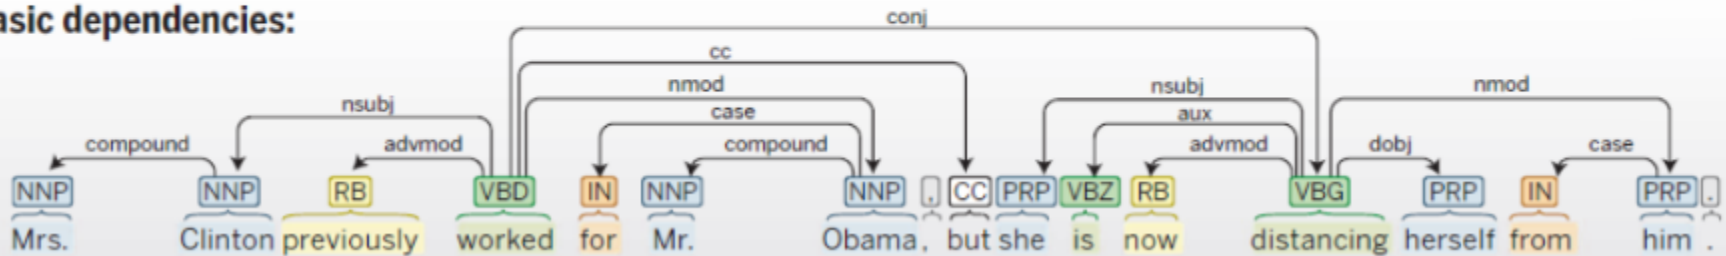 asic dependencies:
conj
cc
nmod nsubj nmod
nsubj case aux
compound advmod compound advmod dobj case
NNP NNP RB VBD IN NNP NNP , CC PRP VBZ RB VBG PRP IN PRP .
Mrs. Clinton previously worked for Mr. Obama, but she is now distancing herself from him .